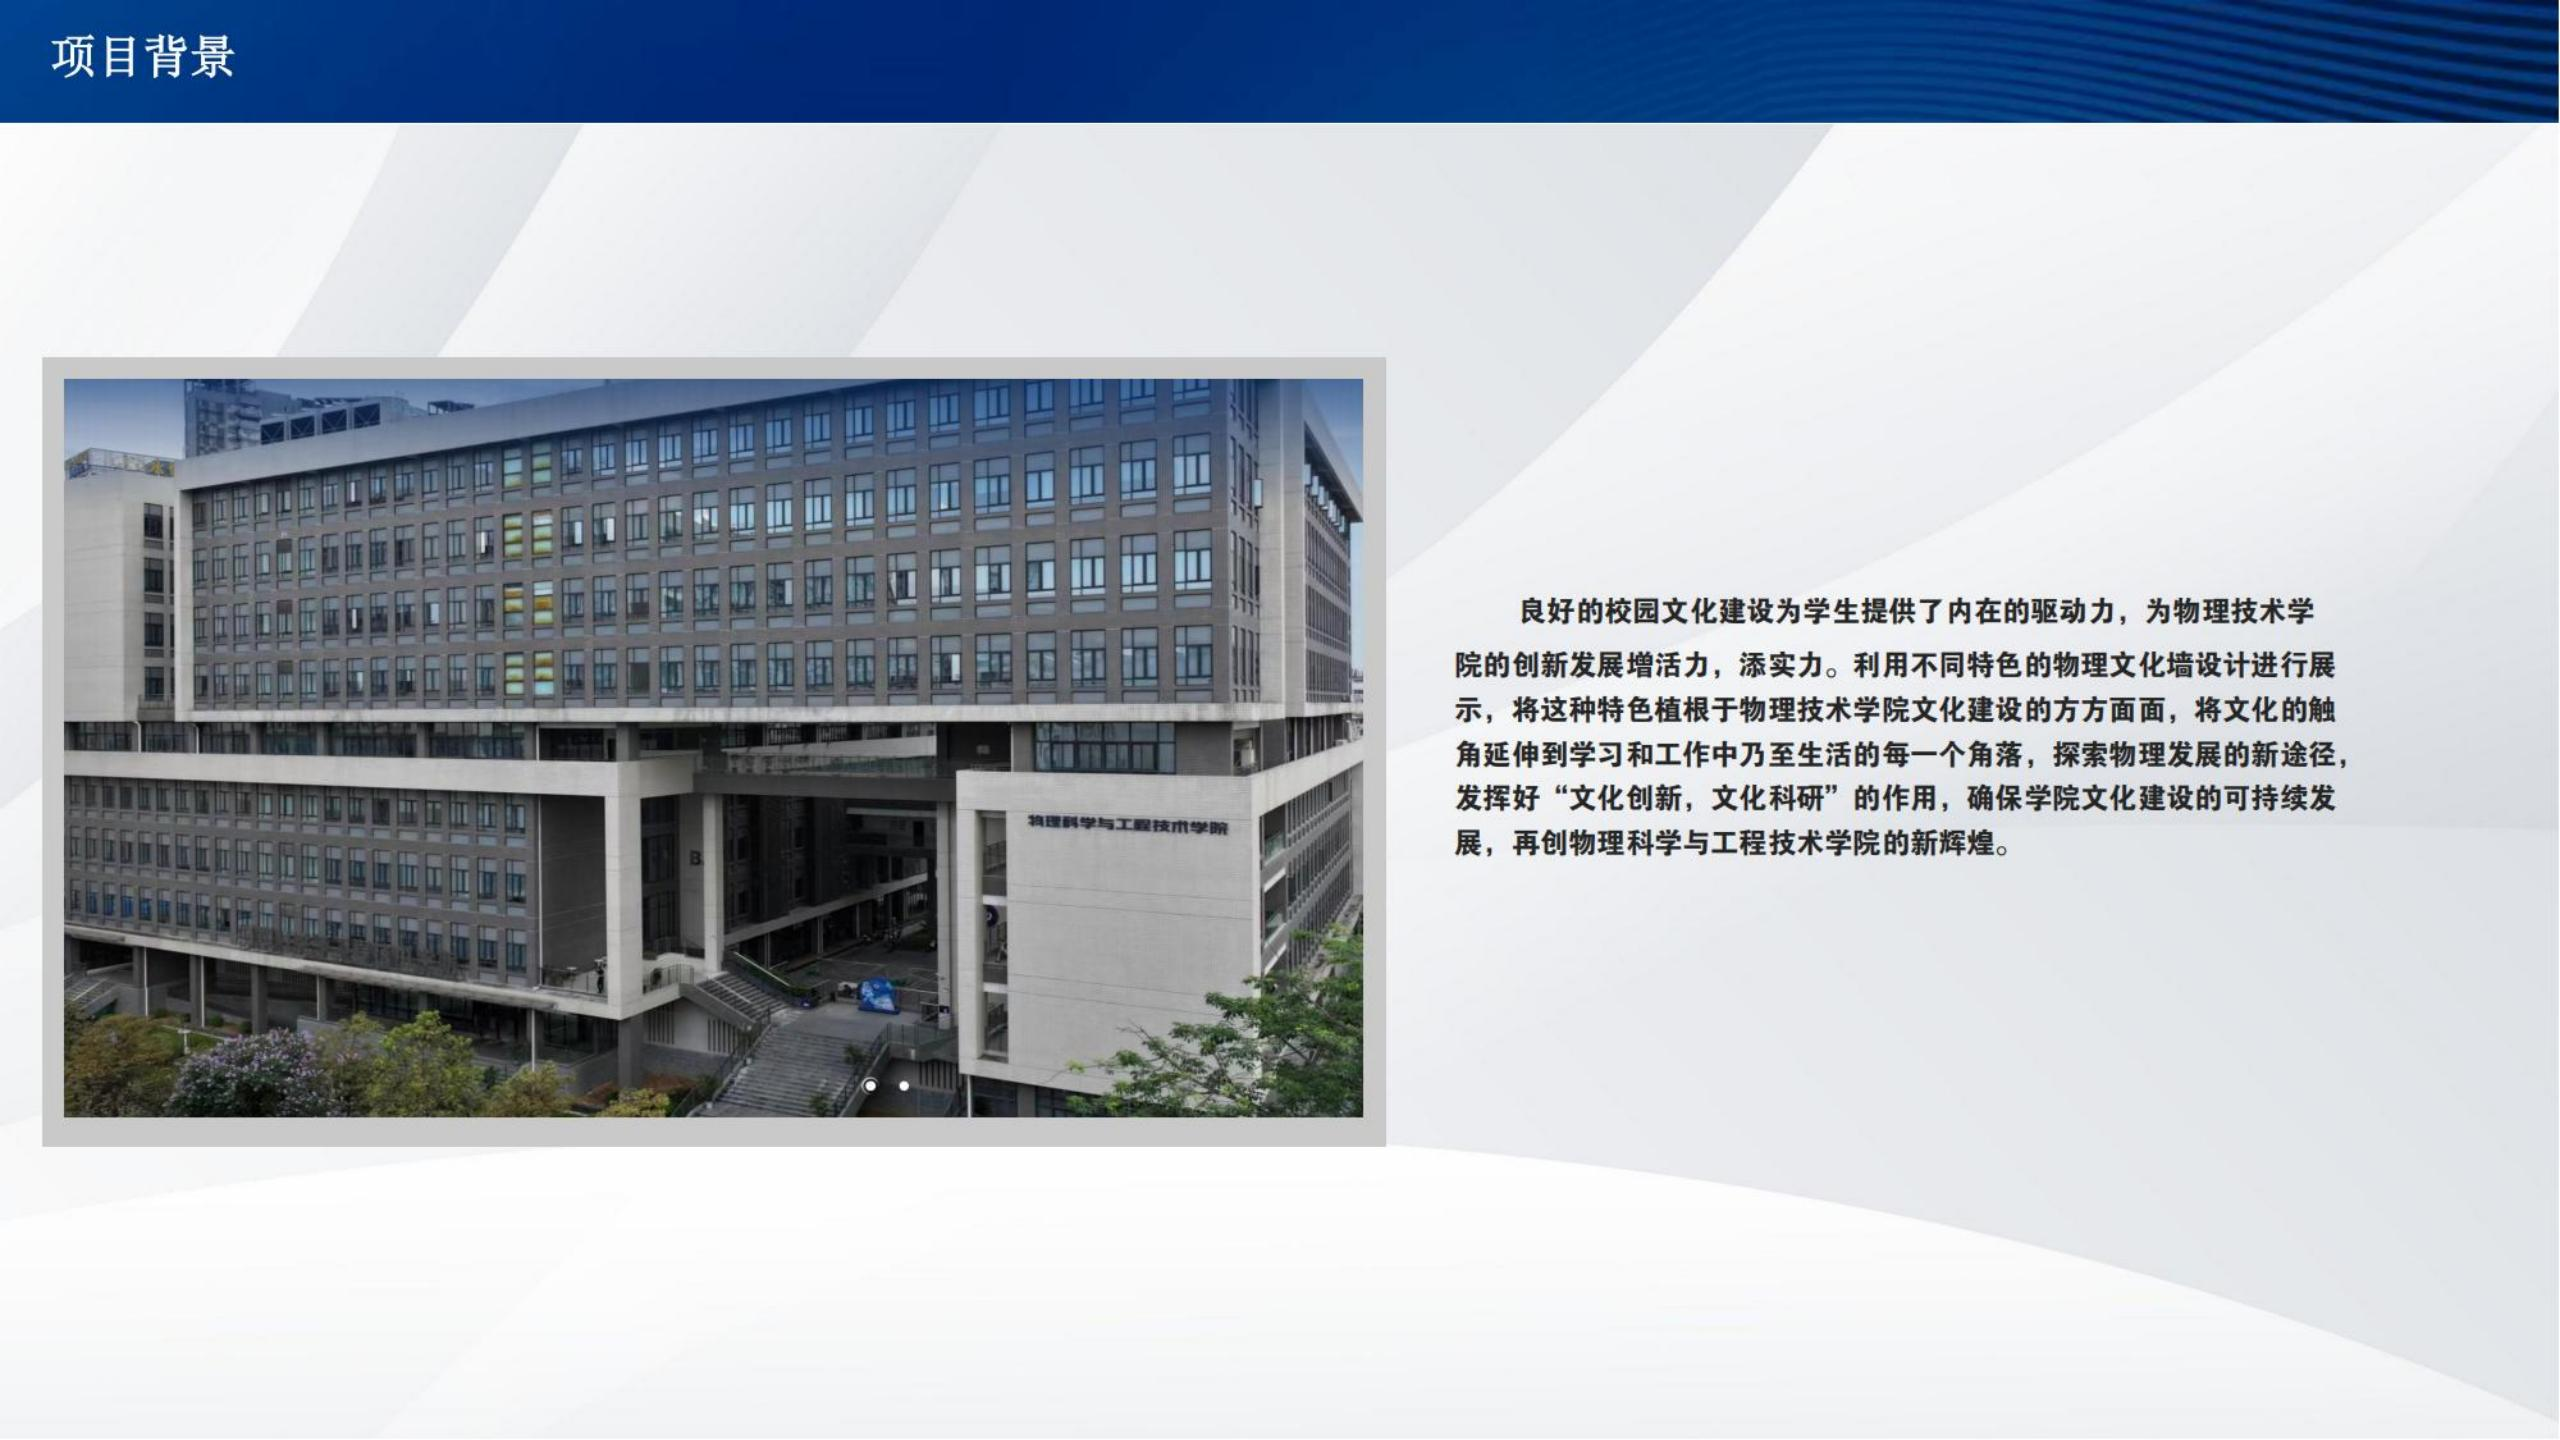 项目背景
物理科学与工程技术学院
B
良好的校园文化建设为学生提供了内在的驱动力，为物理技术学
院的创新发展增活力，添实力。利用不同特色的物理文化墙设计进行展
示，将这种特色植根于物理技术学院文化建设的方方面面，将文化的触
角延伸到学习和工作中乃至生活的每一个角落，探索物理发展的新途径，
发挥好“文化创新，文化科研”的作用，确保学院文化建设的可持续发
展，再创物理科学与工程技术学院的新辉煌。